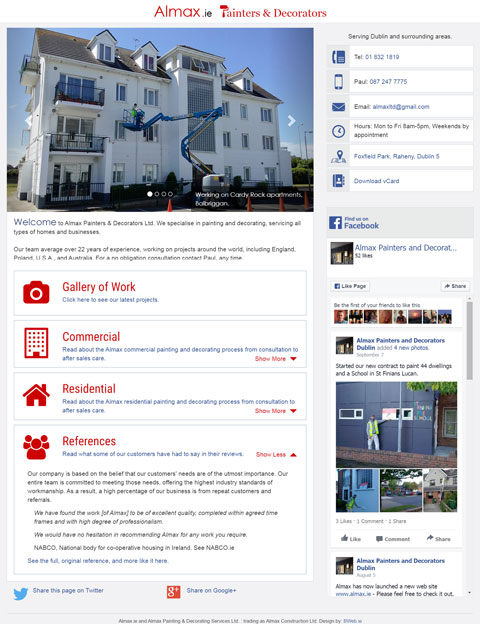 Almax.ie Painters & Decorators
Working on Cardy Rock apartments,
Balbriggan.
Welcome to Almax Painters & Decorators Ltd. We specialise in painting and decorating, servicing all
types of homes and businesses.
Our team average over 22 years of experience, working on projects around the world, including England,
Poland, U.S.A., and Australia. For a no obligation consultation contact Paul, any time.
Gallery of Work
Click here to see our latest projects.
Commercial
Read about the Almax commercial painting and decorating process from consultation to
after sales care.
Show More
Residential
Read about the Almax residential painting and decorating process from consultation to
after sales care.
Show More
References
Read what some of our customers have had to say in their reviews.
Show Less
Our company is based on the belief that our customers' needs are of the utmost importance. Our
entire team is committed to meeting those needs, offering the highest industry standards of
workmanship. As a result, a high percentage of our business is from repeat customers and
referrals.
We have found the work [of Almax] to be of excellent quality, completed within agreed time
frames and with high degree of professionalism.
We would have no hesitation in recommending Almax for any work you require.
NABCO, National body for co-operative housing in Ireland. See NABCO.ie
See the full, original reference, and more like it here.
Share this page on Twitter
Share on Google+
Serving Dublin and surrounding areas.
Tel: 01 832 1819
Paul: 087 247 7775
Email: almaxltd@gmail.com
Hours: Mon to Fri 8am-5pm, Weekends by
appointment
Foxfield Park, Raheny, Dublin 5
Download vCard
Find us on
Facebook
Almax Painters and Decorat...
52 likes
Like Page
Share
Be the first of your friends to like this
Almax Painters and Decorators
Dublin added 4 new photos.
September 7
Started our new contract to paint 44 dwellings
and a School in St Finians Lucan.
3 Likes · 1 Comment · 1 Share
Like
Comment
Share
Almax Painters and Decorators
Dublin
August 5
Almax has now launched a new web site
www.almax.ie - Please feel free to check it out.
Almax.ie and Almax Painting & Decorating Services Ltd. : trading as Almax Construction Ltd. Design by: $5Web.ie